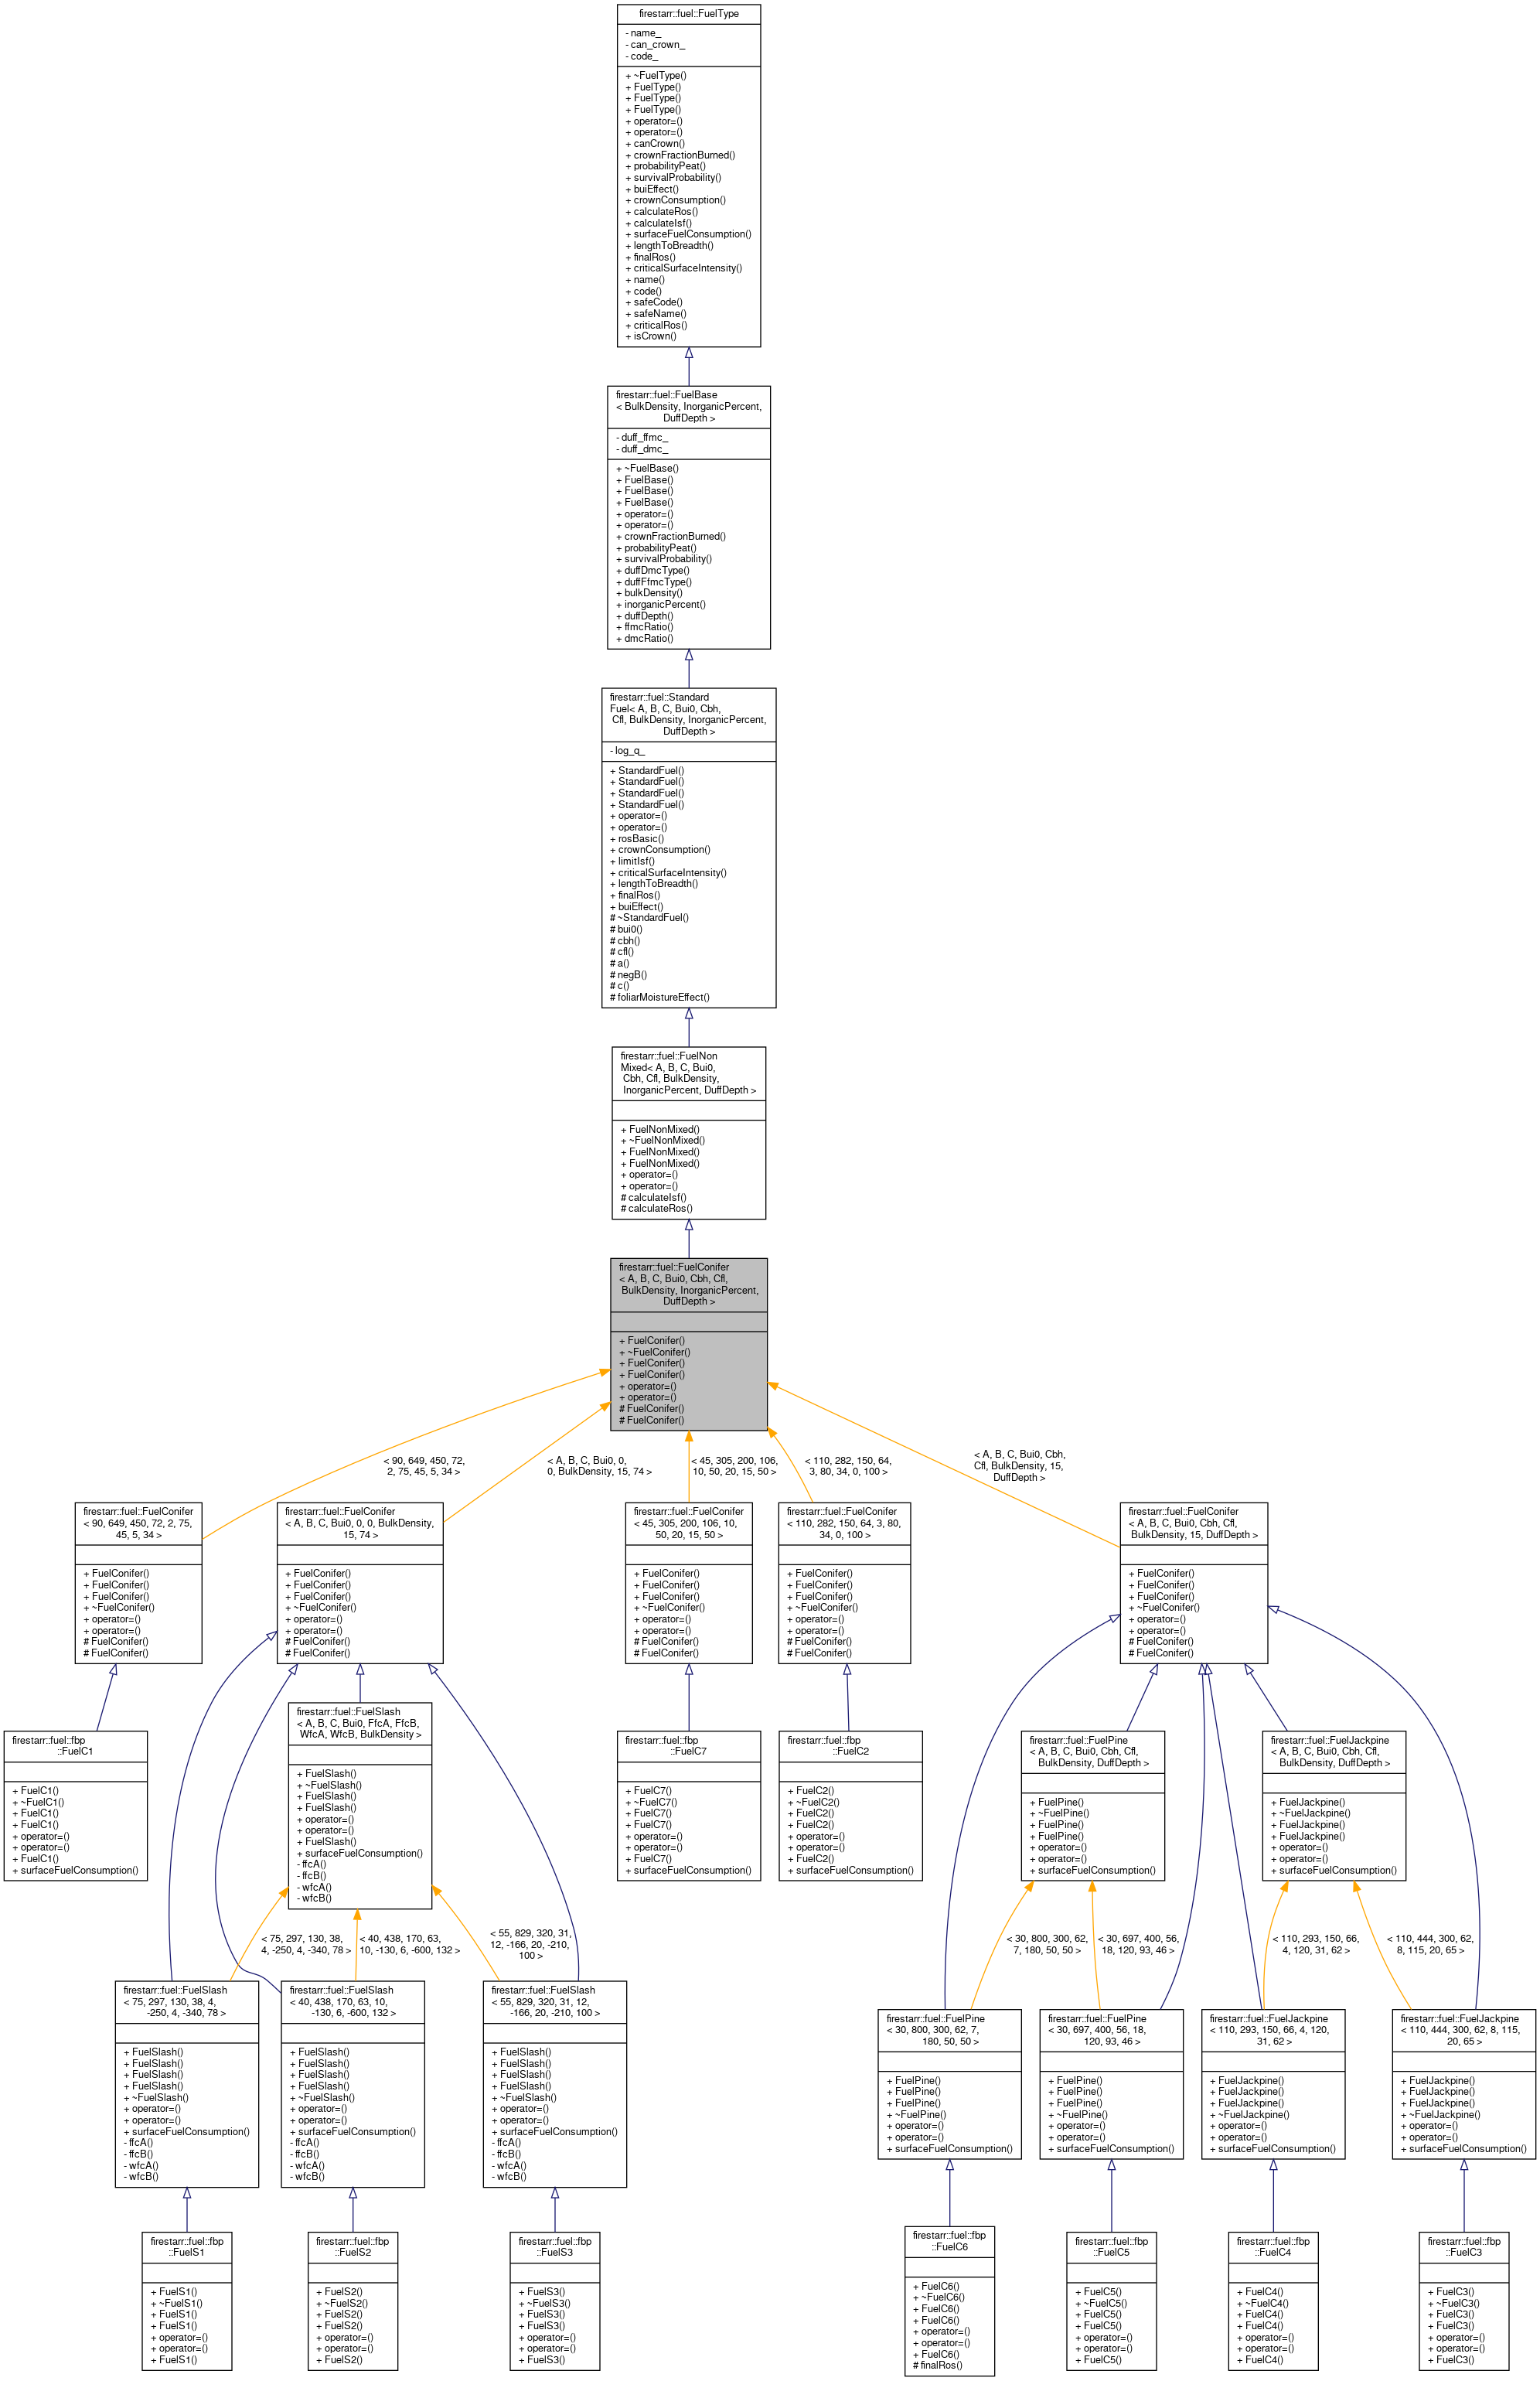 firestarr::fuel::FuelType
- name_
- can_crown_
- code_
+ ~FuelType()
+ FuelType()
+ FuelType()
+ FuelType()
+ operator=()
+ operator=()
+ canCrown()
+ crownFractionBurned()
+ probabilityPeat()
+ survivalProbability()
+ buiEffect()
+ crownConsumption()
+ calculateRos()
+ calculateIsf()
+ surfaceFuelConsumption()
+ lengthToBreadth()
+ finalRos()
+ criticalSurfaceIntensity()
+ name()
+ code()
+ safeCode()
+ safeName()
+ criticalRos()
+ isCrown()
firestarr::fuel::FuelBase
< BulkDensity, InorganicPercent,
DuffDepth >
- duff_ffmc_
- duff_dmc_
+ ~FuelBase()
+ FuelBase()
+ FuelBase()
+ FuelBase()
+ operator=()
+ operator=()
+ crownFractionBurned()
+ probabilityPeat()
+ survivalProbability()
+ duffDmcType()
+ duffFfmcType()
+ bulkDensity()
+ inorganicPercent()
+ duffDepth()
+ ffmcRatio()
+ dmcRatio()
firestarr::fuel::Standard
Fuel< A, B, C, Bui0, Cbh,
Cfl, BulkDensity, InorganicPercent,
DuffDepth >
- log_q_
+ StandardFuel()
+ StandardFuel()
+ StandardFuel()
+ StandardFuel()
+ operator=()
+ operator=()
+ rosBasic()
+ crownConsumption()
+ limitIsf()
+ criticalSurfaceIntensity()
+ lengthToBreadth()
+ finalRos()
+ buiEffect()
# ~StandardFuel()
# bui0()
# cbh()
# cfl()
# a()
# negB()
# c()
# foliarMoistureEffect()
firestarr::fuel::FuelNon
Mixed< A, B, C, Bui0,
Cbh, Cfl, BulkDensity,
InorganicPercent, DuffDepth >
+ FuelNonMixed()
+ ~FuelNonMixed()
+ FuelNonMixed()
+ FuelNonMixed()
+ operator=()
+ operator=()
# calculateIsf()
# calculateRos()
firestarr::fuel::FuelConifer
< A, B, C, Bui0, Cbh, Cfl,
BulkDensity, InorganicPercent,
DuffDepth >
+ FuelConifer()
+ ~FuelConifer()
+ FuelConifer()
+ FuelConifer()
+ operator=()
+ operator=()
# FuelConifer()
# FuelConifer()
< 90, 649, 450, 72,
2, 75, 45, 5, 34 >
< A, B, C, Bui0, 0,
0, BulkDensity, 15, 74 >
< 45, 305, 200, 106,
10, 50, 20, 15, 50 >
< 110, 282, 150, 64,
3, 80, 34, 0, 100 >
< A, B, C, Bui0, Cbh,
Cfl, BulkDensity, 15,
DuffDepth >
firestarr::fuel::FuelConifer
< 90, 649, 450, 72, 2, 75,
45, 5, 34 >
+ FuelConifer()
+ FuelConifer()
+ FuelConifer()
+ ~FuelConifer()
+ operator=()
+ operator=()
# FuelConifer()
# FuelConifer()
firestarr::fuel::FuelConifer
< A, B, C, Bui0, 0, 0, BulkDensity,
15, 74 >
+ FuelConifer()
+ FuelConifer()
+ FuelConifer()
+ ~FuelConifer()
+ operator=()
+ operator=()
# FuelConifer()
# FuelConifer()
firestarr::fuel::FuelConifer
< 45, 305, 200, 106, 10,
50, 20, 15, 50 >
+ FuelConifer()
+ FuelConifer()
+ FuelConifer()
+ ~FuelConifer()
+ operator=()
+ operator=()
# FuelConifer()
# FuelConifer()
firestarr::fuel::FuelConifer
< 110, 282, 150, 64, 3, 80,
34, 0, 100 >
+ FuelConifer()
+ FuelConifer()
+ FuelConifer()
+ ~FuelConifer()
+ operator=()
+ operator=()
# FuelConifer()
# FuelConifer()
firestarr::fuel::FuelConifer
< A, B, C, Bui0, Cbh, Cfl,
BulkDensity, 15, DuffDepth >
+ FuelConifer()
+ FuelConifer()
+ FuelConifer()
+ ~FuelConifer()
+ operator=()
+ operator=()
# FuelConifer()
# FuelConifer()
firestarr::fuel::fbp
::FuelC1
+ FuelC1()
+ ~FuelC1()
+ FuelC1()
+ FuelC1()
+ operator=()
+ operator=()
+ FuelC1()
+ surfaceFuelConsumption()
firestarr::fuel::FuelSlash
< A, B, C, Bui0, FfcA, FfcB,
WfcA, WfcB, BulkDensity >
+ FuelSlash()
+ ~FuelSlash()
+ FuelSlash()
+ FuelSlash()
+ operator=()
+ operator=()
+ FuelSlash()
+ surfaceFuelConsumption()
- ffcA()
- ffcB()
- wfcA()
- wfcB()
firestarr::fuel::fbp
::FuelC7
+ FuelC7()
+ ~FuelC7()
+ FuelC7()
+ FuelC7()
+ operator=()
+ operator=()
+ FuelC7()
+ surfaceFuelConsumption()
firestarr::fuel::fbp
::FuelC2
+ FuelC2()
+ ~FuelC2()
+ FuelC2()
+ FuelC2()
+ operator=()
+ operator=()
+ FuelC2()
+ surfaceFuelConsumption()
firestarr::fuel::FuelPine
< A, B, C, Bui0, Cbh, Cfl,
BulkDensity, DuffDepth >
+ FuelPine()
+ ~FuelPine()
+ FuelPine()
+ FuelPine()
+ operator=()
+ operator=()
+ surfaceFuelConsumption()
firestarr::fuel::FuelJackpine
< A, B, C, Bui0, Cbh, Cfl,
BulkDensity, DuffDepth >
+ FuelJackpine()
+ ~FuelJackpine()
+ FuelJackpine()
+ FuelJackpine()
+ operator=()
+ operator=()
+ surfaceFuelConsumption()
< 75, 297, 130, 38,
4, -250, 4, -340, 78 >
< 40, 438, 170, 63,
10, -130, 6, -600, 132 >
< 55, 829, 320, 31,
12, -166, 20, -210,
100 >
< 30, 800, 300, 62,
7, 180, 50, 50 >
< 30, 697, 400, 56,
18, 120, 93, 46 >
< 110, 293, 150, 66,
4, 120, 31, 62 >
< 110, 444, 300, 62,
8, 115, 20, 65 >
firestarr::fuel::FuelSlash
< 75, 297, 130, 38, 4,
-250, 4, -340, 78 >
+ FuelSlash()
+ FuelSlash()
+ FuelSlash()
+ FuelSlash()
+ ~FuelSlash()
+ operator=()
+ operator=()
+ surfaceFuelConsumption()
- ffcA()
- ffcB()
- wfcA()
- wfcB()
firestarr::fuel::FuelSlash
< 40, 438, 170, 63, 10,
-130, 6, -600, 132 >
+ FuelSlash()
+ FuelSlash()
+ FuelSlash()
+ FuelSlash()
+ ~FuelSlash()
+ operator=()
+ operator=()
+ surfaceFuelConsumption()
- ffcA()
- ffcB()
- wfcA()
- wfcB()
firestarr::fuel::FuelSlash
< 55, 829, 320, 31, 12,
-166, 20, -210, 100 >
+ FuelSlash()
+ FuelSlash()
+ FuelSlash()
+ FuelSlash()
+ ~FuelSlash()
+ operator=()
+ operator=()
+ surfaceFuelConsumption()
- ffcA()
- ffcB()
- wfcA()
- wfcB()
firestarr::fuel::FuelPine
< 30, 800, 300, 62, 7,
180, 50, 50 >
+ FuelPine()
+ FuelPine()
+ FuelPine()
+ ~FuelPine()
+ operator=()
+ operator=()
+ surfaceFuelConsumption()
firestarr::fuel::FuelPine
< 30, 697, 400, 56, 18,
120, 93, 46 >
+ FuelPine()
+ FuelPine()
+ FuelPine()
+ ~FuelPine()
+ operator=()
+ operator=()
+ surfaceFuelConsumption()
firestarr::fuel::FuelJackpine
< 110, 293, 150, 66, 4, 120,
31, 62 >
+ FuelJackpine()
+ FuelJackpine()
+ FuelJackpine()
+ ~FuelJackpine()
+ operator=()
+ operator=()
+ surfaceFuelConsumption()
firestarr::fuel::FuelJackpine
< 110, 444, 300, 62, 8, 115,
20, 65 >
+ FuelJackpine()
+ FuelJackpine()
+ FuelJackpine()
+ ~FuelJackpine()
+ operator=()
+ operator=()
+ surfaceFuelConsumption()
firestarr::fuel::fbp
::FuelS1
+ FuelS1()
+ ~FuelS1()
+ FuelS1()
+ FuelS1()
+ operator=()
+ operator=()
+ FuelS1()
firestarr::fuel::fbp
::FuelS2
+ FuelS2()
+ ~FuelS2()
+ FuelS2()
+ FuelS2()
+ operator=()
+ operator=()
+ FuelS2()
firestarr::fuel::fbp
::FuelS3
+ FuelS3()
+ ~FuelS3()
+ FuelS3()
+ FuelS3()
+ operator=()
+ operator=()
+ FuelS3()
firestarr::fuel::fbp
::FuelC6
+ FuelC6()
+ ~FuelC6()
+ FuelC6()
+ FuelC6()
+ operator=()
+ operator=()
+ FuelC6()
# finalRos()
firestarr::fuel::fbp
::FuelC5
+ FuelC5()
+ ~FuelC5()
+ FuelC5()
+ FuelC5()
+ operator=()
+ operator=()
+ FuelC5()
firestarr::fuel::fbp
::FuelC4
+ FuelC4()
+ ~FuelC4()
+ FuelC4()
+ FuelC4()
+ operator=()
+ operator=()
+ FuelC4()
firestarr::fuel::fbp
::FuelC3
+ FuelC3()
+ ~FuelC3()
+ FuelC3()
+ FuelC3()
+ operator=()
+ operator=()
+ FuelC3()